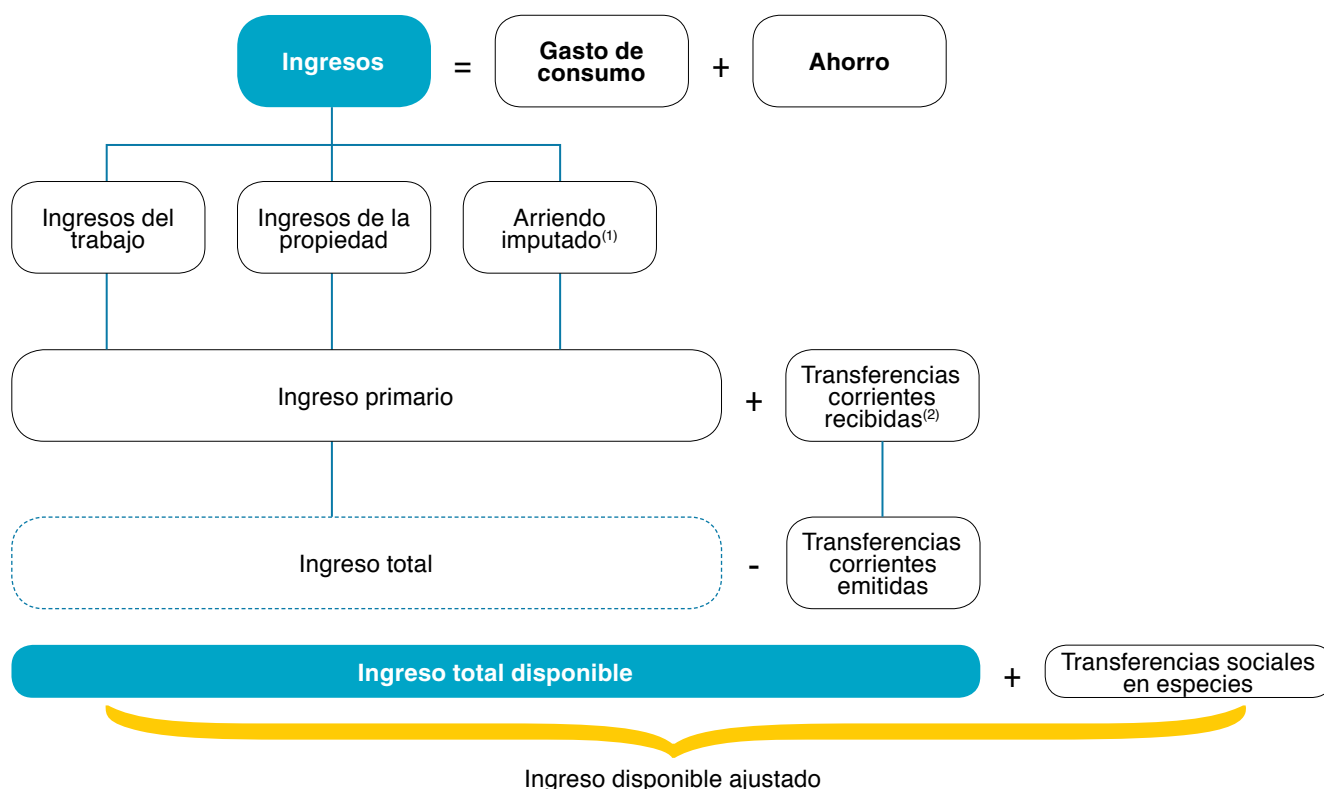 Ingresos
=
Gasto de
consumo
+
Ahorro
Ingresos del
trabajo
Ingresos de la
propiedad
Arriendo
imputado(1)
Ingreso primario
+
Transferencias
corrientes
recibidas(2)
Ingreso total
-
Transferencias
corrientes
emitidas
Ingreso total disponible
+
Transferencias sociales
en especies
Ingreso disponible ajustado